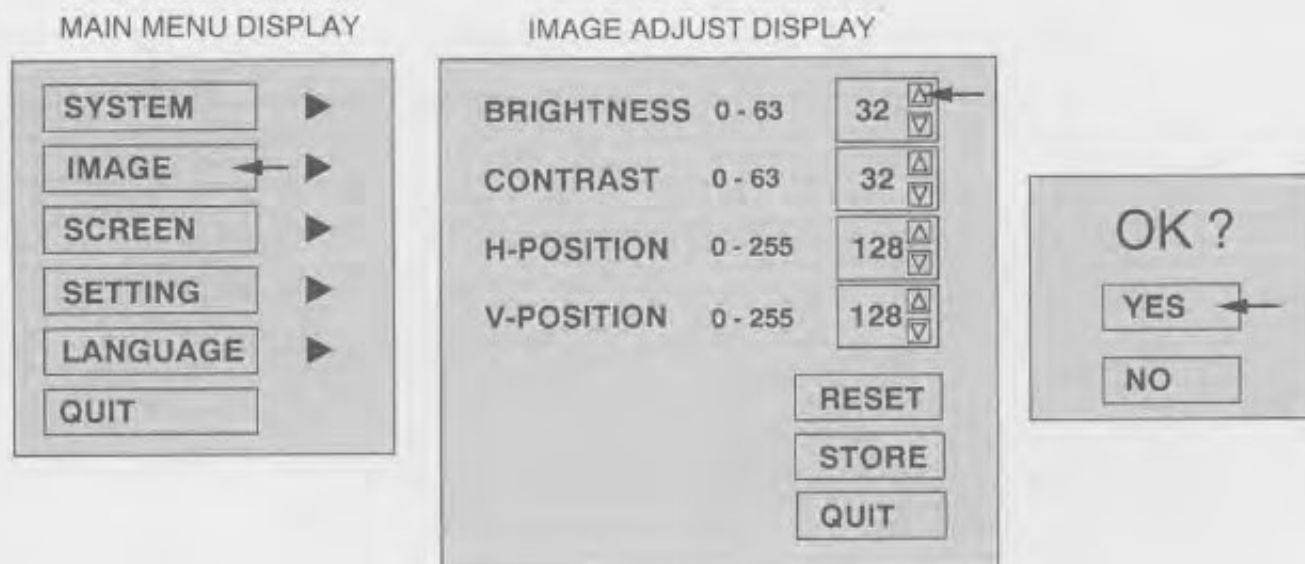 MAIN MENU DISPLAY
SYSTEM
IMAGE
SCREEN
SETTING
LANGUAGE
QUIT
IMAGE ADJUST DISPLAY
BRIGHTNESS 0 - 63 32
CONTRAST 0 - 63 32
H-POSITION 0 - 255 128
V-POSITION 0 - 255 128
RESET
STORE
QUIT
OK ?
YES
NO